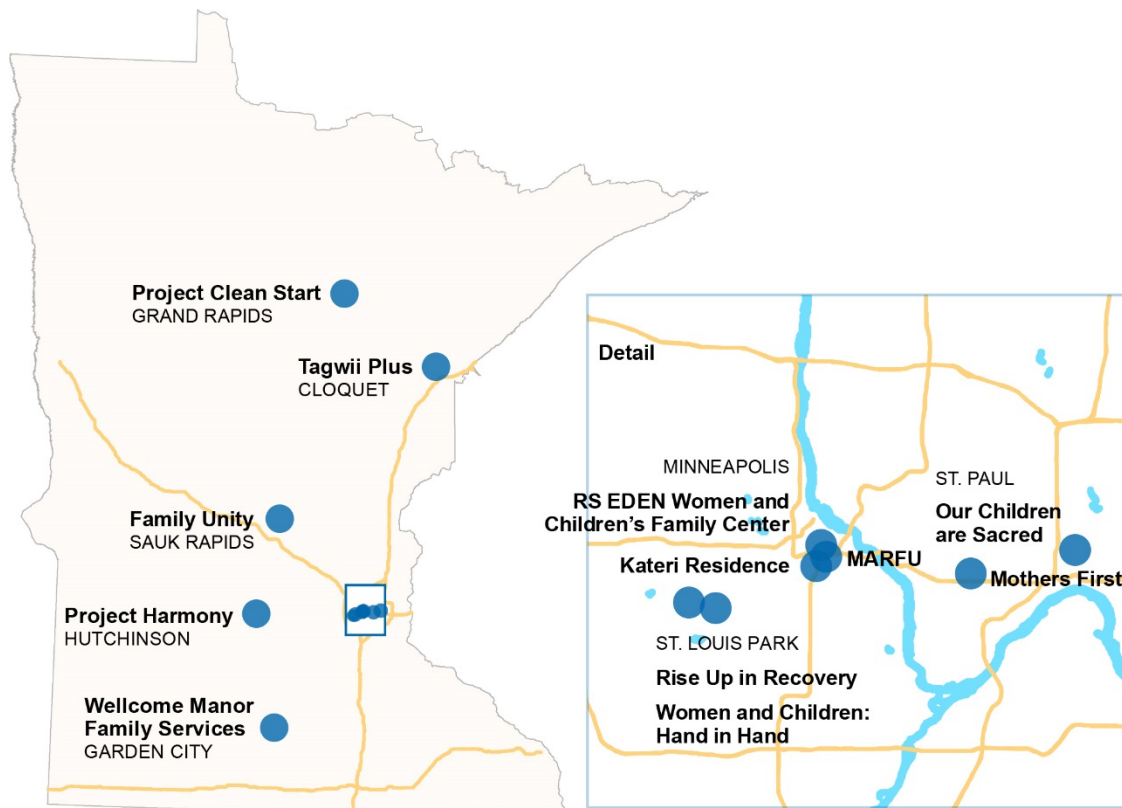 Project Clean Start
GRAND RAPIDS
Tagwii Plus
CLOQUET
Family Unity
SAUK RAPIDS
Project Harmony
HUTCHINSON
Wellcome Manor
Family Services
GARDEN CITY
Detail
MINNEAPOLIS
RS EDEN Women and
Children’s Family Center
Kateri Residence
MARFU
ST. PAUL
Our Children
are Sacred
Mothers First
ST. LOUIS PARK
Rise Up in Recovery
Women and Children:
Hand in Hand